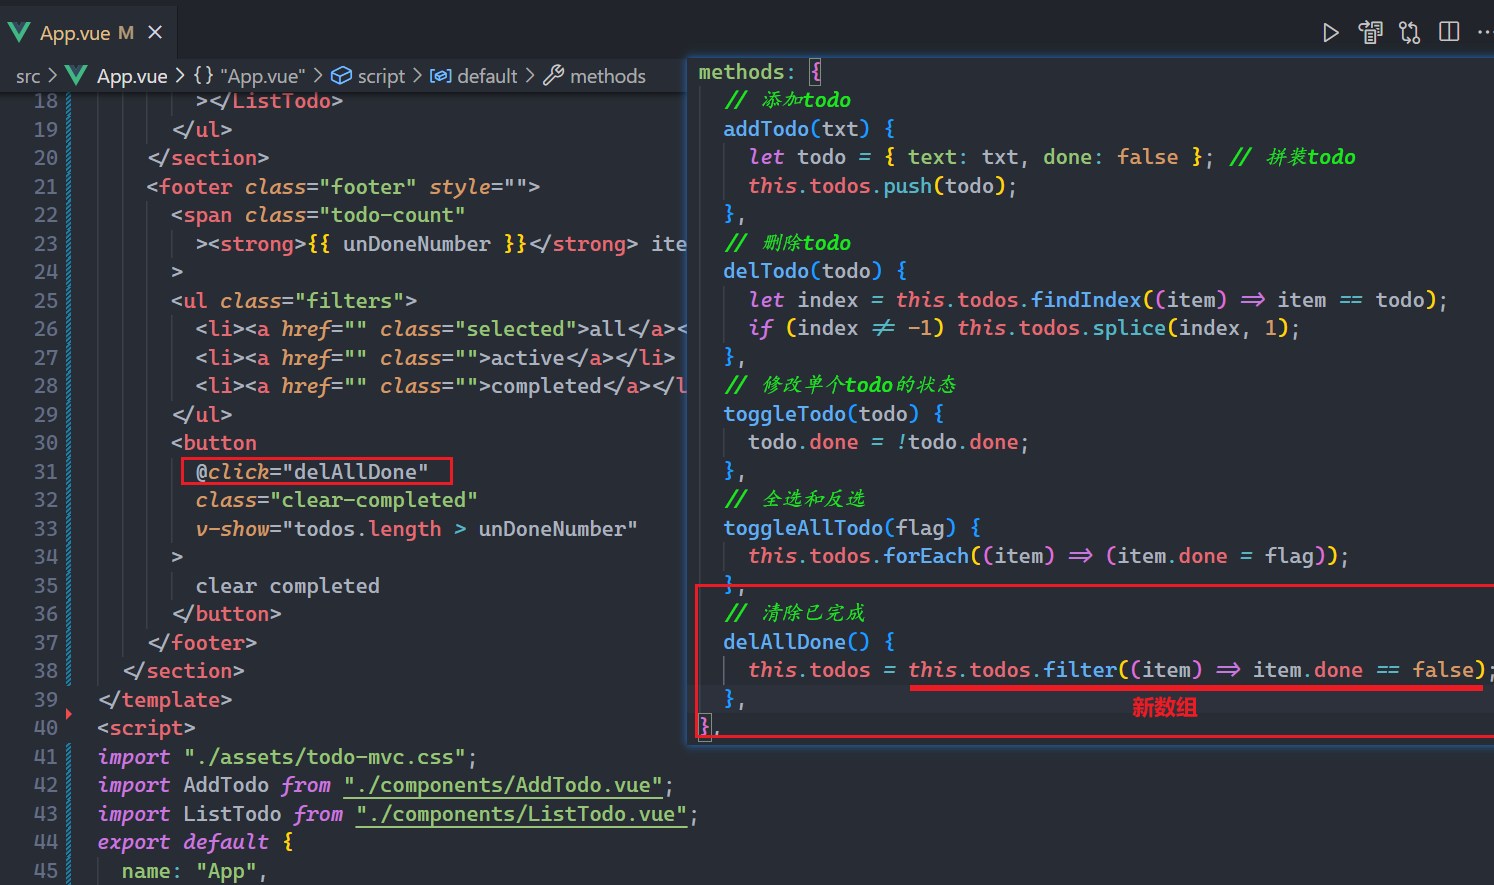 App.vue M
src > App.vue > {} "App.vue" > script > default > methods
18 ></ListTodo>
19 </ul>
20 </section>
21 <footer class="footer" style="">
22 <span class="todo-count"
23 ><strong>{{ unDoneNumber }}</strong> ite
24 >
25 <ul class="filters">
26 <li><a href="" class="selected">all</a><
27 <li><a href="" class="">active</a></li>
28 <li><a href="" class="">completed</a></l
29 </ul>
30 <button
31 @click="delAllDone"
32 class="clear-completed"
33 v-show="todos.length > unDoneNumber"
34 >
35 clear completed
36 </button>
37 </footer>
38 </section>
39 </template>
40 <script>
41 import "./assets/todo-mvc.css";
42 import AddTodo from "./components/AddTodo.vue";
43 import ListTodo from "./components/ListTodo.vue";
44 export default {
45 name: "App",
methods: {
// 添加todo
addTodo(txt) {
let todo = { text: txt, done: false }; // 拼装todo
this.todos.push(todo);
},
// 删除todo
delTodo(todo) {
let index = this.todos.findIndex((item) => item == todo);
if (index != -1) this.todos.splice(index, 1);
},
// 修改单个todo的状态
toggleTodo(todo) {
todo.done = !todo.done;
},
// 全选和反选
toggleAllTodo(flag) {
this.todos.forEach((item) => (item.done = flag));
},
// 清除已完成
delAllDone() {
this.todos = this.todos.filter((item) => item.done == false);
},
新数组
},